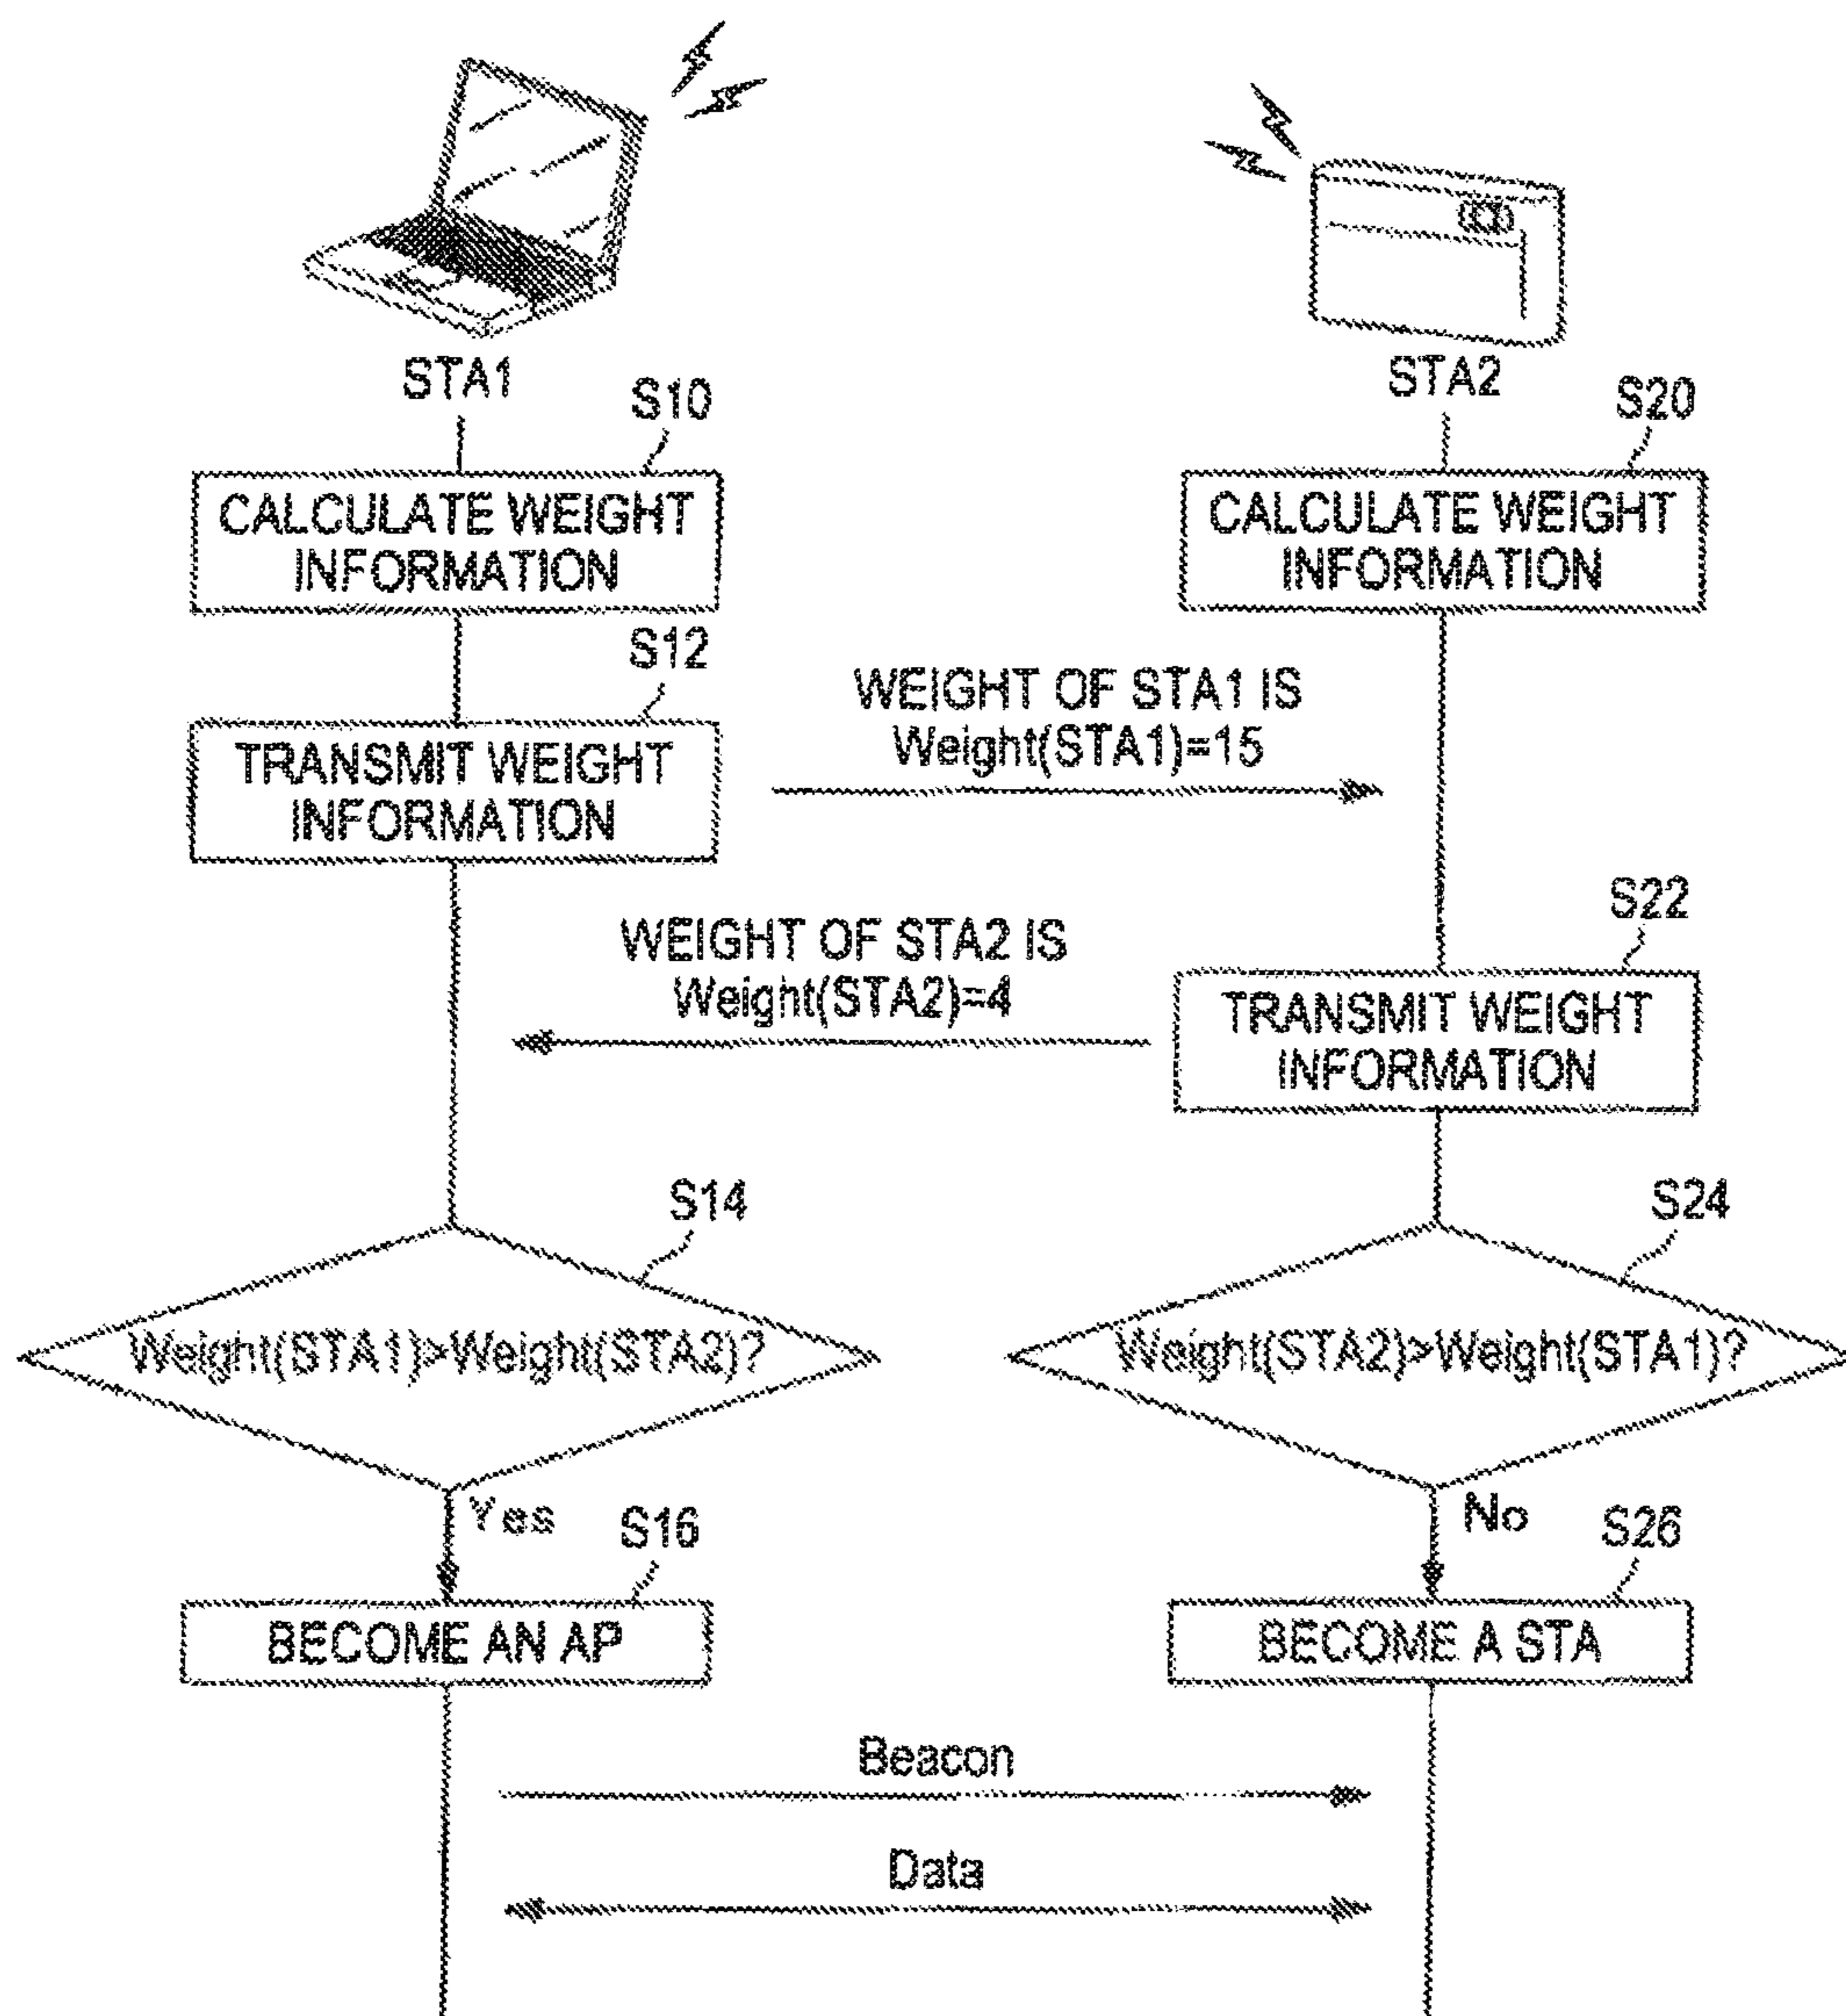 STA1
STA2
S10
S20
CALCULATE WEIGHT
INFORMATION
CALCULATE WEIGHT
INFORMATION
S12
TRANSMIT WEIGHT
INFORMATION
WEIGHT OF STA1 IS
Weight(STA1)=15
S22
WEIGHT OF STA2 IS
Weight(STA2)=4
TRANSMIT WEIGHT
INFORMATION
S14
S24
Weight(STA1)>Weight(STA2)?
Weight(STA2)>Weight(STA1)?
Yes
S16
No
S26
BECOME AN AP
BECOME A STA
Beacon
Data